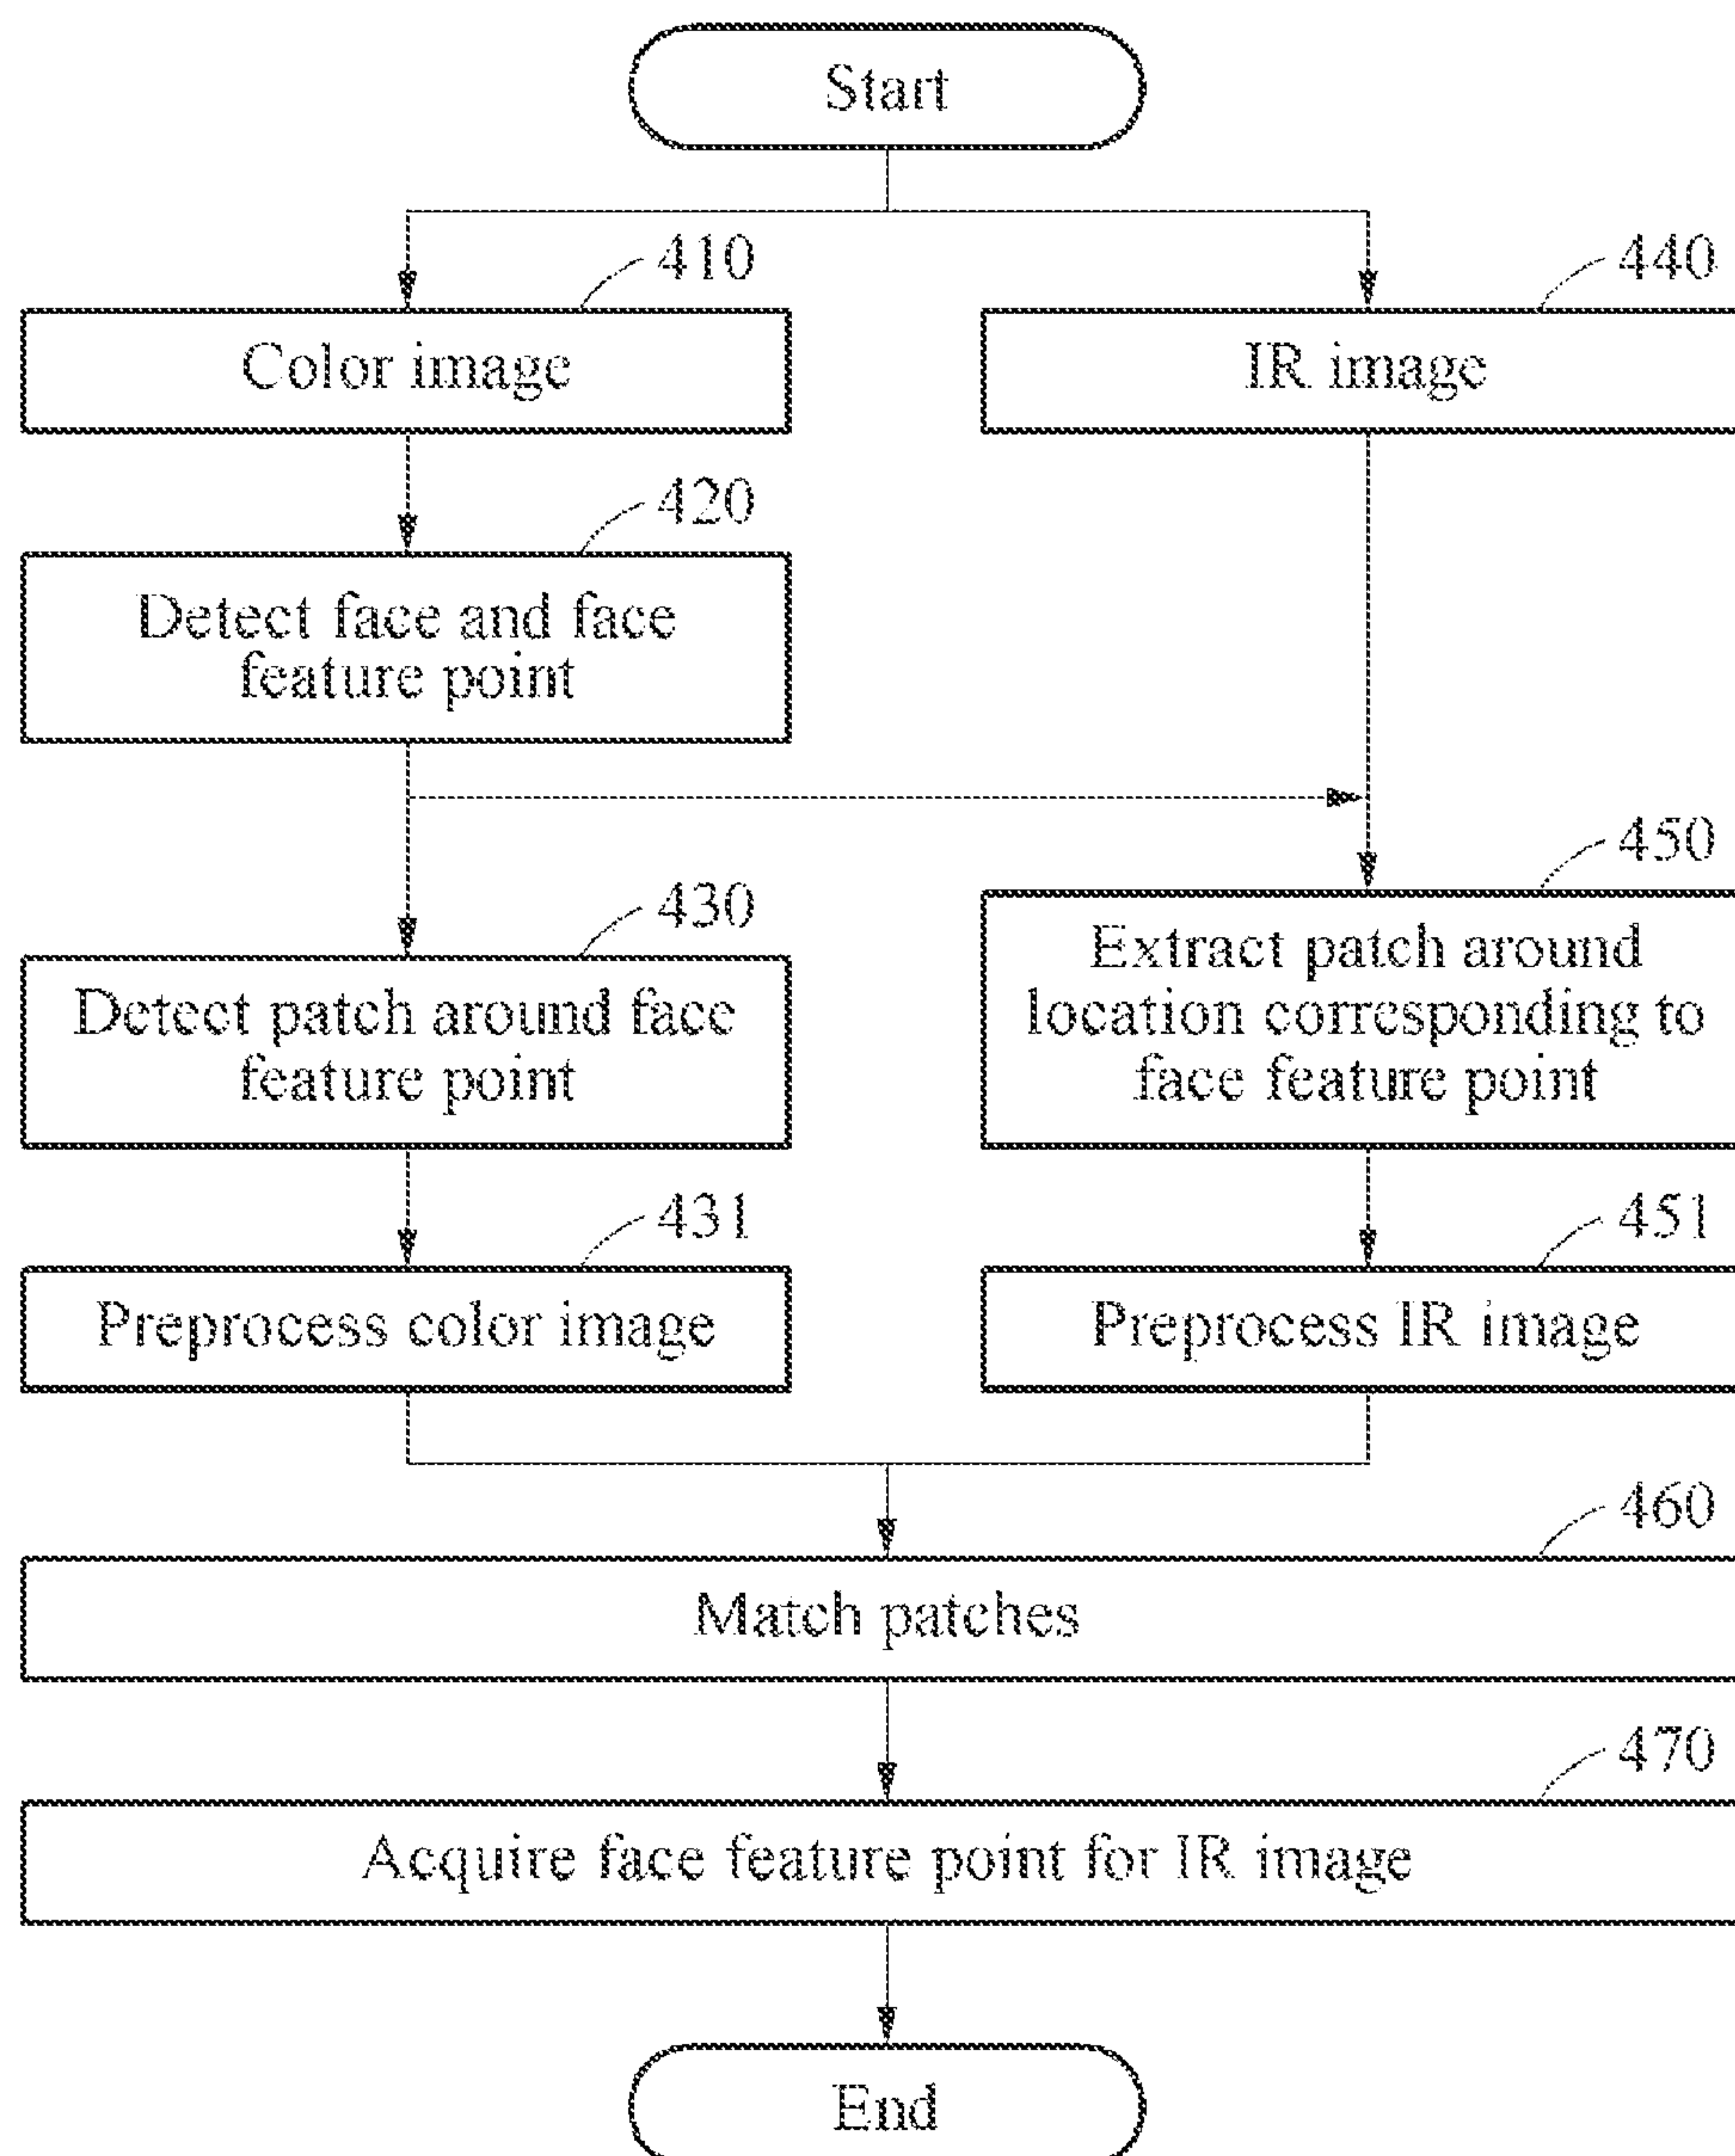 Start
410
440
Color image
IR image
420
Detect face and face
feature point
450
430
Extract patch around
location corresponding to
face feature point
Detect patch around face
feature point
431
451
Preprocess color image
Preprocess IR image
460
Match patches
470
Acquire face feature point for IR image
End